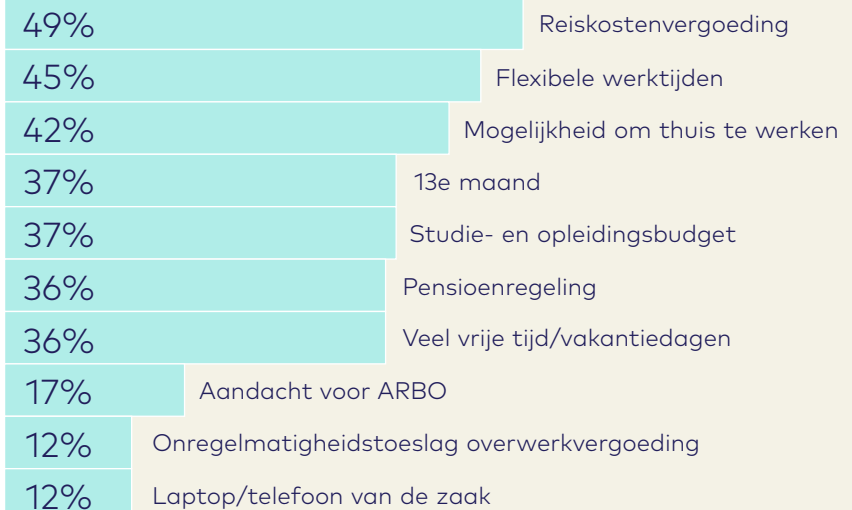 49% Reiskostenvergoeding
45% Flexibele werktijden
42% Mogelijkheid om thuis te werken
37% 13e maand
37% Studie- en opleidingsbudget
36% Pensioenregeling
36% Veel vrije tijd/vakantiedagen
17% Aandacht voor ARBO
12% Onregelmatigheidstoeslag overwerkvergoeding
12% Laptop/telefoon van de zaak